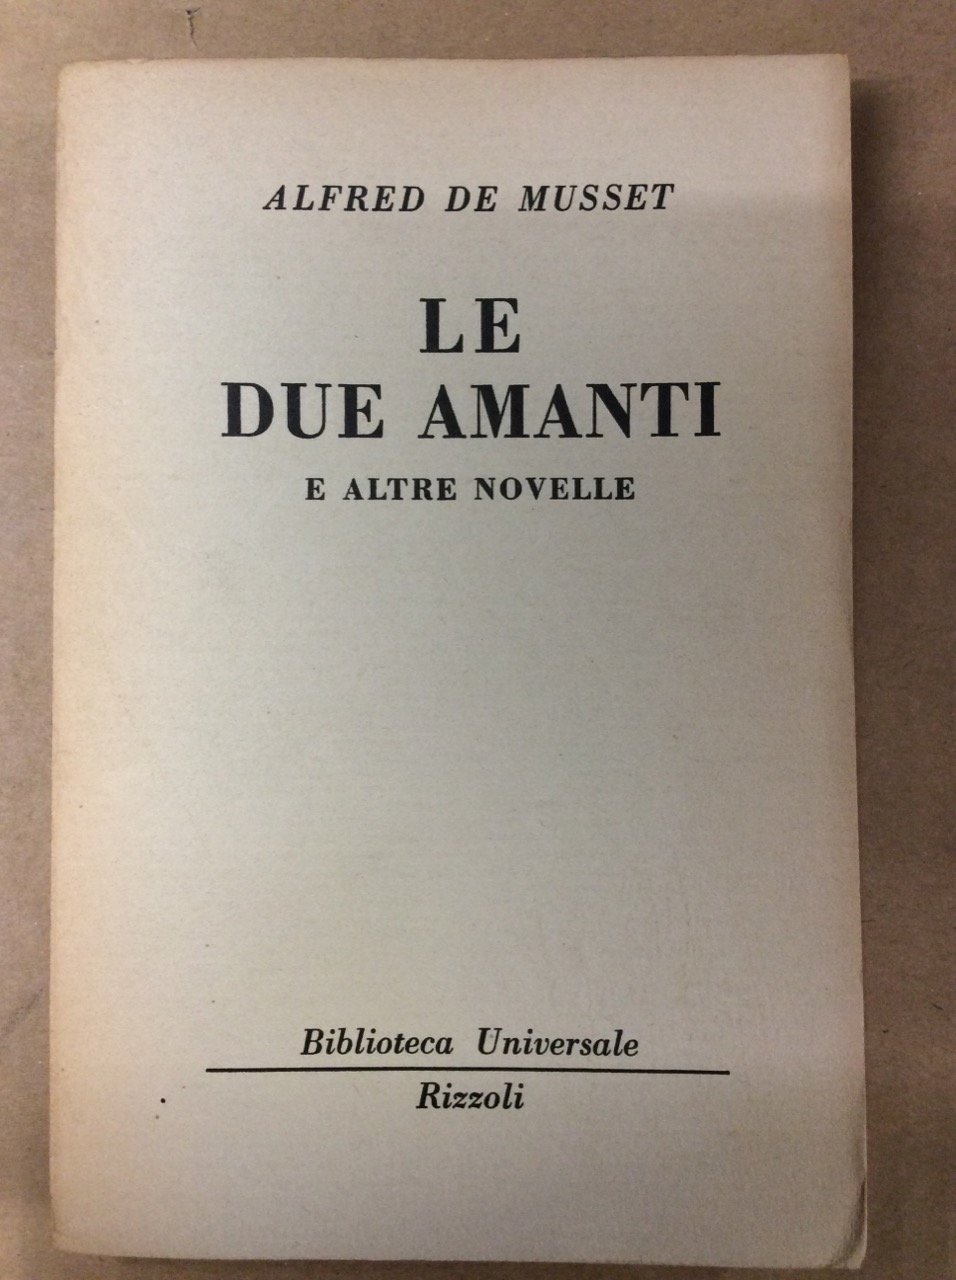 ALFRED DE MUSSET
LE
DUE AMANTI
E ALTRE NOVELLE
Biblioteca Universale
Rizzoli